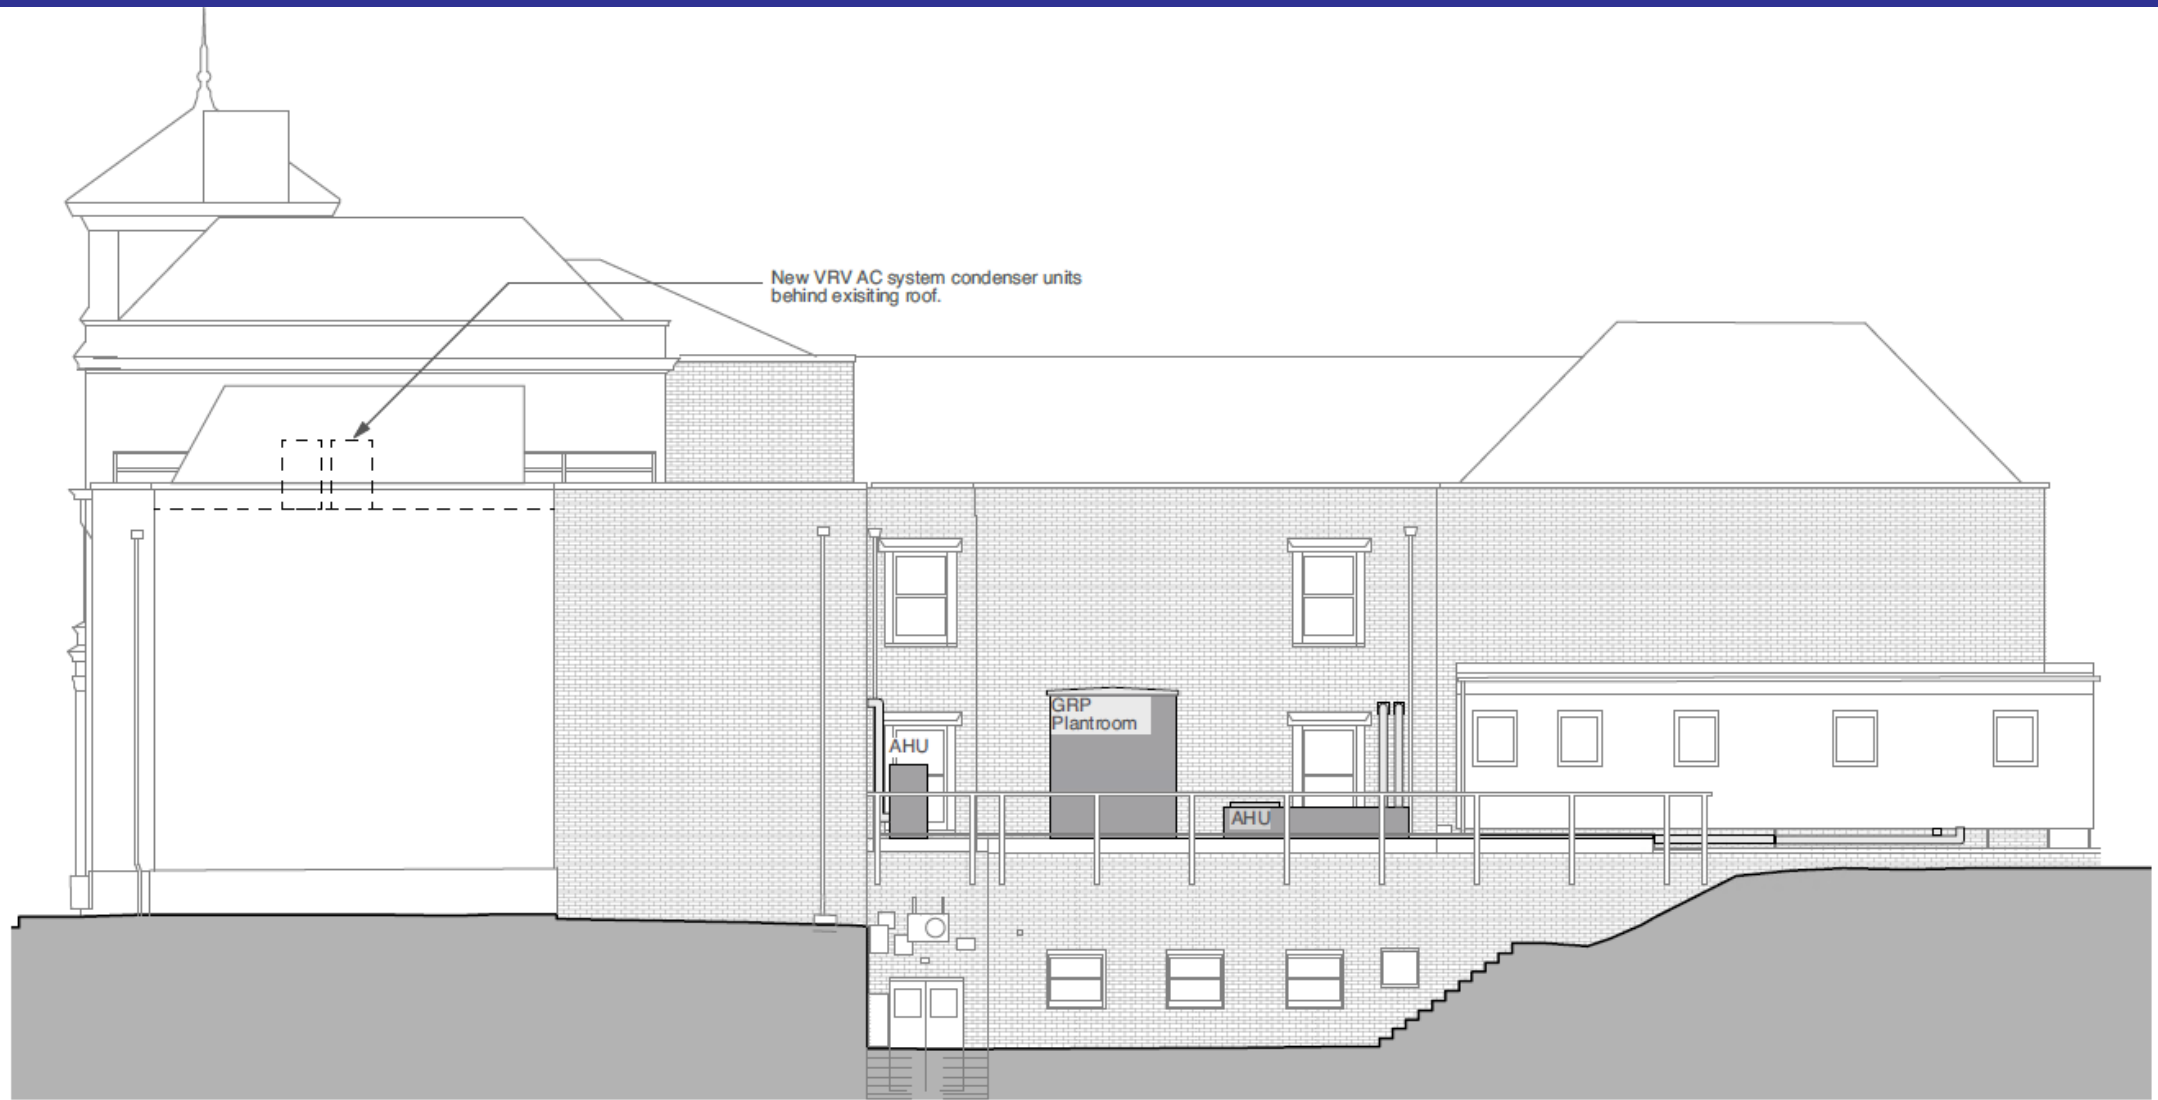 New VRV AC system condenser units
behind exisiting roof.
GRP
Plantroom
AHU
AHU